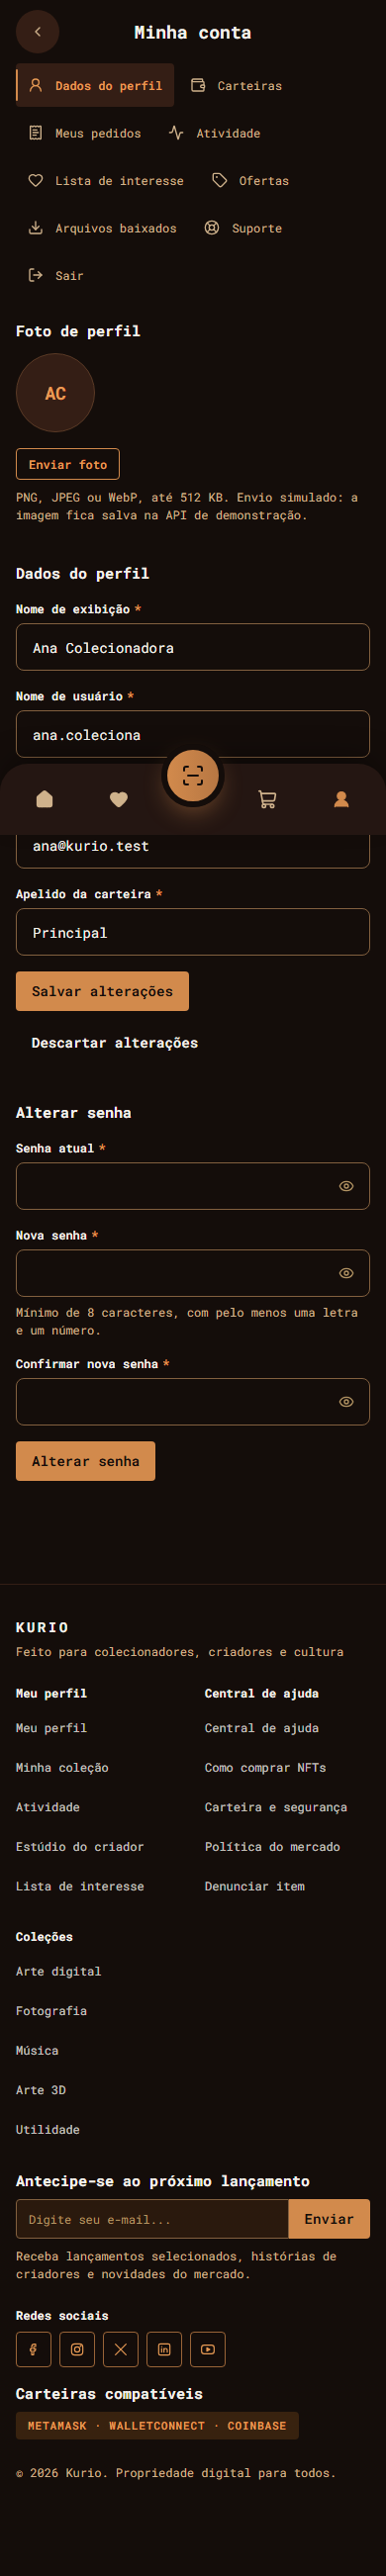 Minha conta
Dados do perfil
Carteiras
Meus pedidos
Atividade
Lista de interesse
Ofertas
Arquivos baixados
Suporte
Sair
Foto de perfil
AC
Enviar foto
PNG, JPEG ou WebP, até 512 KB. Envio simulado: a
imagem fica salva na API de demonstração.
Dados do perfil
Nome de exibição *
Ana Colecionadora
Nome de usuário *
ana.coleciona
ana@kurio.test
Apelido da carteira *
Principal
Salvar alterações
Descartar alterações
Alterar senha
Senha atual *
Nova senha *
Mínimo de 8 caracteres, com pelo menos uma letra
e um número.
Confirmar nova senha *
Alterar senha
KURIO
Feito para colecionadores, criadores e cultura
Meu perfil
Meu perfil
Minha coleção
Atividade
Estúdio do criador
Lista de interesse
Central de ajuda
Central de ajuda
Como comprar NFTs
Carteira e segurança
Política do mercado
Denunciar item
Coleções
Arte digital
Fotografia
Música
Arte 3D
Utilidade
Antecipe-se ao próximo lançamento
Digite seu e-mail...
Enviar
Receba lançamentos selecionados, histórias de
criadores e novidades do mercado.
Redes sociais
Carteiras compatíveis
METAMASK · WALLETCONNECT · COINBASE
© 2026 Kurio. Propriedade digital para todos.